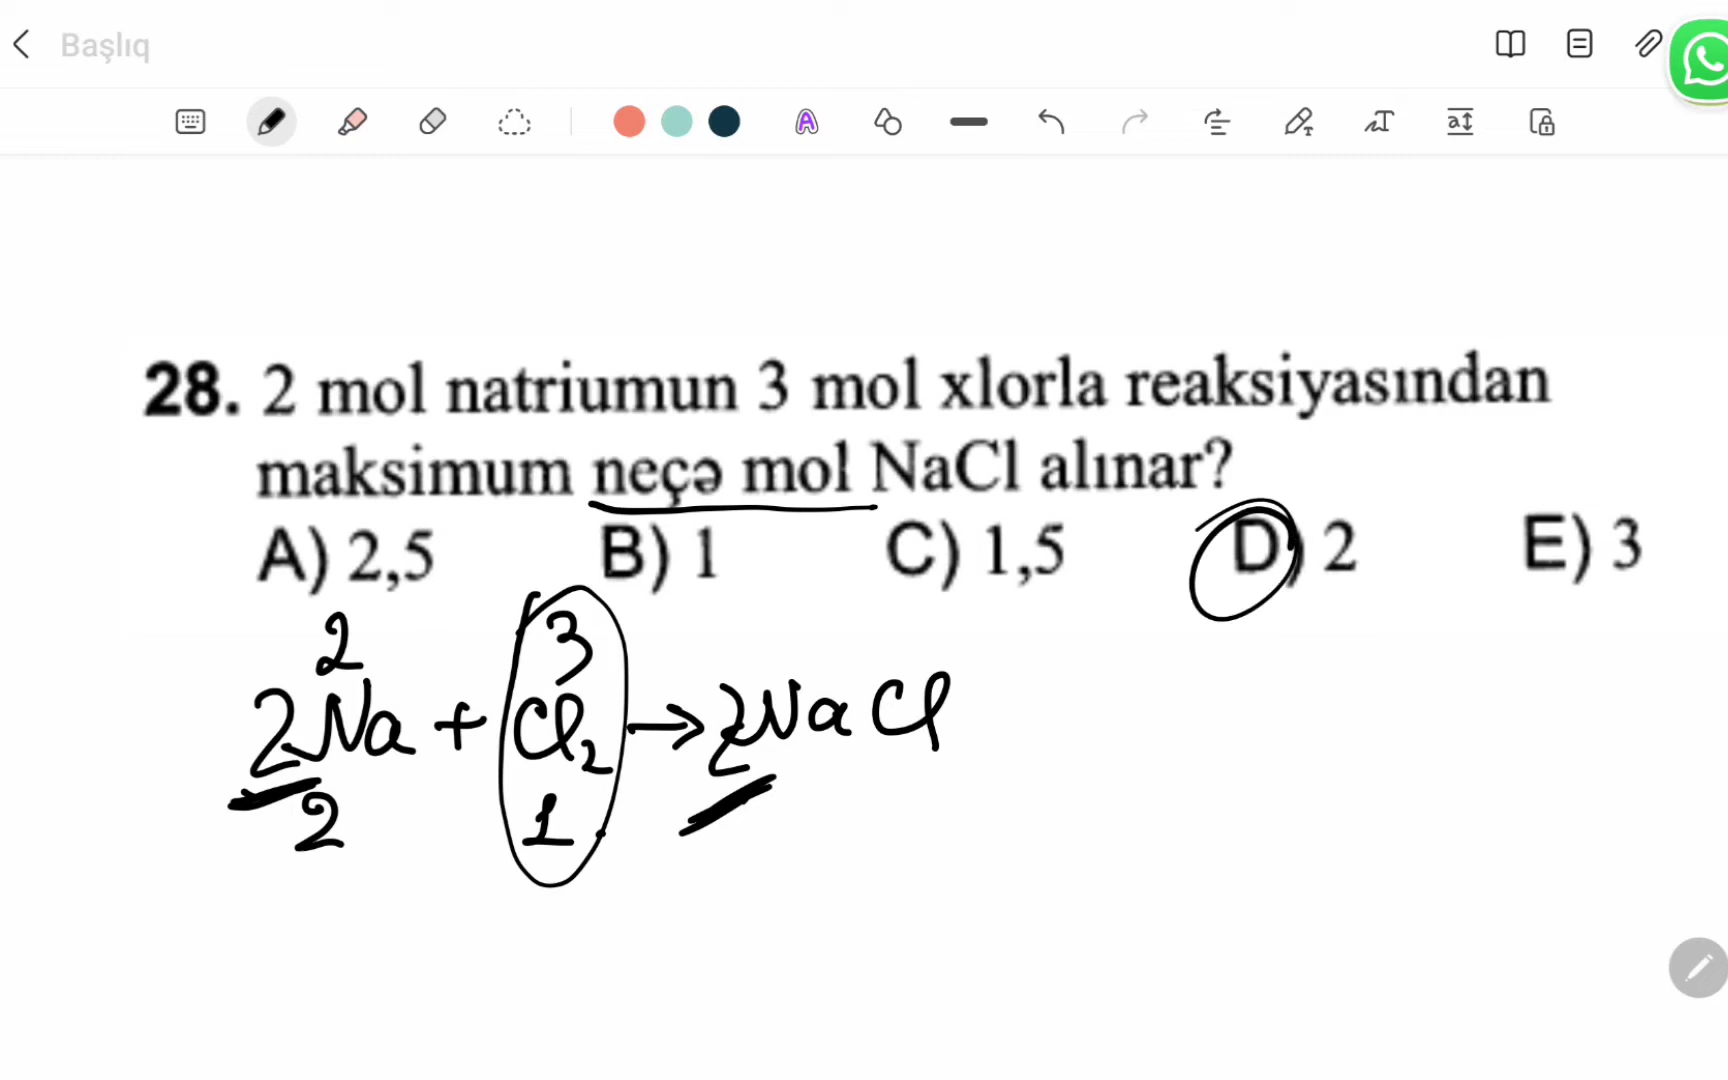 Başlıq
28. 2 mol natriumun 3 mol xlorla reaksiyasından
maksimum neçə mol NaCl alınar?
A) 2,5 B) 1 C) 1,5 D) 2 E) 3
2 3
2Na + Cl₂ → 2NaCl
2 1